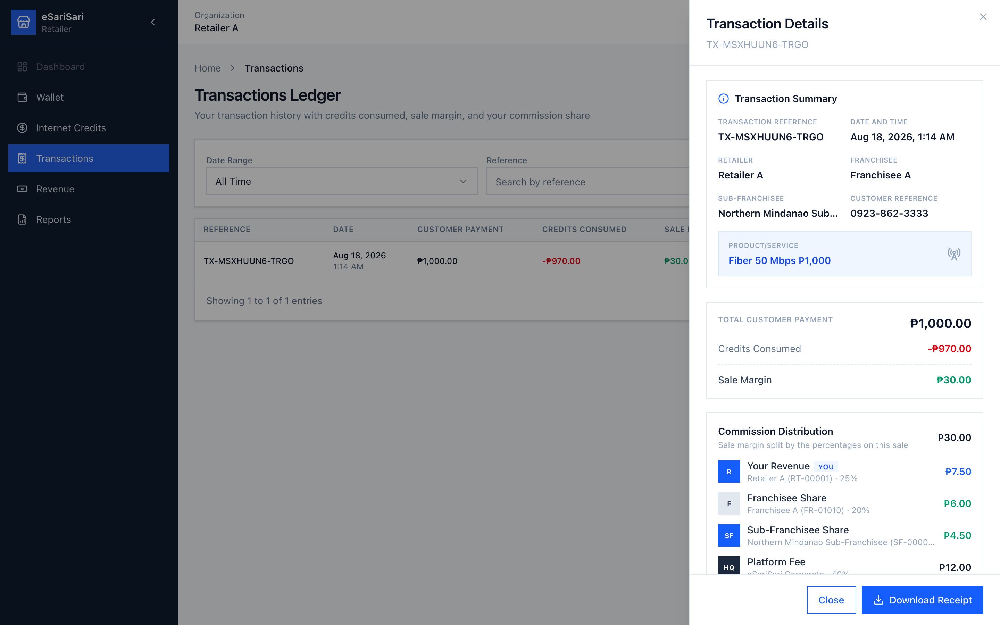 eSariSari
Retailer
Dashboard
Wallet
Internet Credits
Transactions
Revenue
Reports
Organization
Retailer A
Home
Transactions
Transactions Ledger
Your transaction history with credits consumed, sale margin, and your commission share
Date Range
Reference
All Time
Search by reference
REFERENCE DATE CUSTOMER PAYMENT CREDITS CONSUMED SALE
TX-MSXHUUN6-TRGO Aug 18, 2026 1:14 AM ₱1,000.00 -₱970.00 ₱30.0
Showing 1 to 1 of 1 entries
Transaction Details
TX-MSXHUUN6-TRGO
Transaction Summary
TRANSACTION REFERENCE DATE AND TIME
TX-MSXHUUN6-TRGO Aug 18, 2026, 1:14 AM
RETAILER FRANCHISEE
Retailer A Franchisee A
SUB-FRANCHISEE CUSTOMER REFERENCE
Northern Mindanao Sub... 0923-862-3333
PRODUCT/SERVICE
Fiber 50 Mbps ₱1,000
TOTAL CUSTOMER PAYMENT ₱1,000.00
Credits Consumed -₱970.00
Sale Margin ₱30.00
Commission Distribution ₱30.00
Sale margin split by the percentages on this sale
R Your Revenue YOU ₱7.50
Retailer A (RT-00001) · 25%
F Franchisee Share ₱6.00
Franchisee A (FR-01010) · 20%
SF Sub-Franchisee Share ₱4.50
Northern Mindanao Sub-Franchisee (SF-0000...
HQ Platform Fee ₱12.00
eSariSari Corporate · 40%
Close
Download Receipt